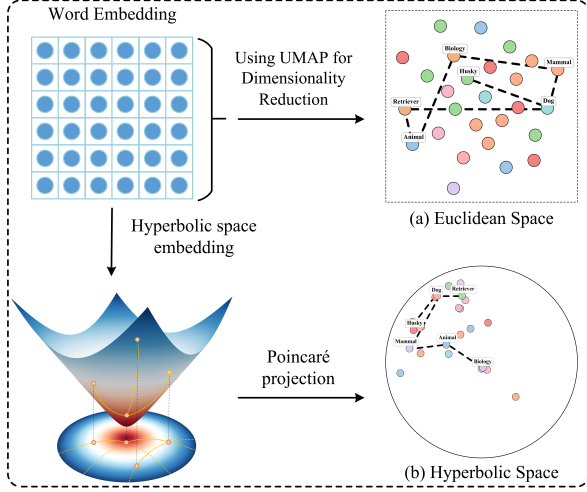 Word Embedding
Using UMAP for
Dimensionality
Reduction
Biology
Mammal
Husky
Retriever
Dog
Animal
(a) Euclidean Space
Hyperbolic space
embedding
Poincaré
projection
Dog
Retriever
Husky
Mammal
Animal
Biology
(b) Hyperbolic Space